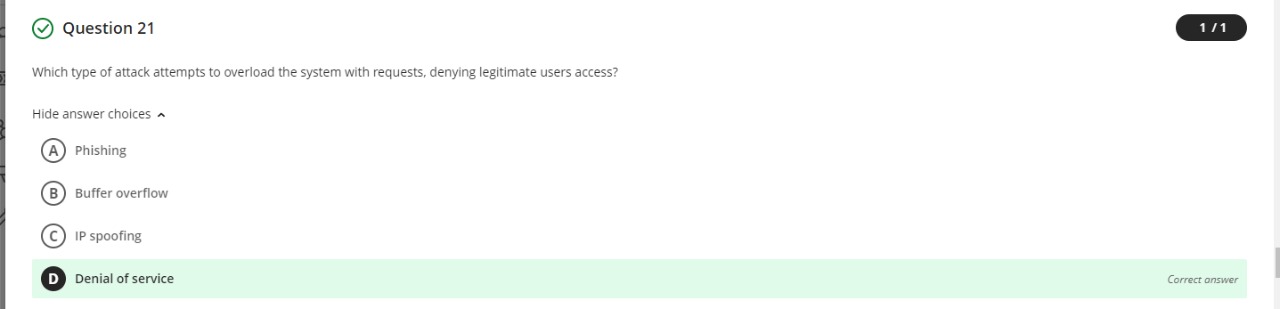 Question 21
1 / 1
Which type of attack attempts to overload the system with requests, denying legitimate users access?
Hide answer choices
A Phishing
B Buffer overflow
C IP spoofing
D Denial of service Correct answer